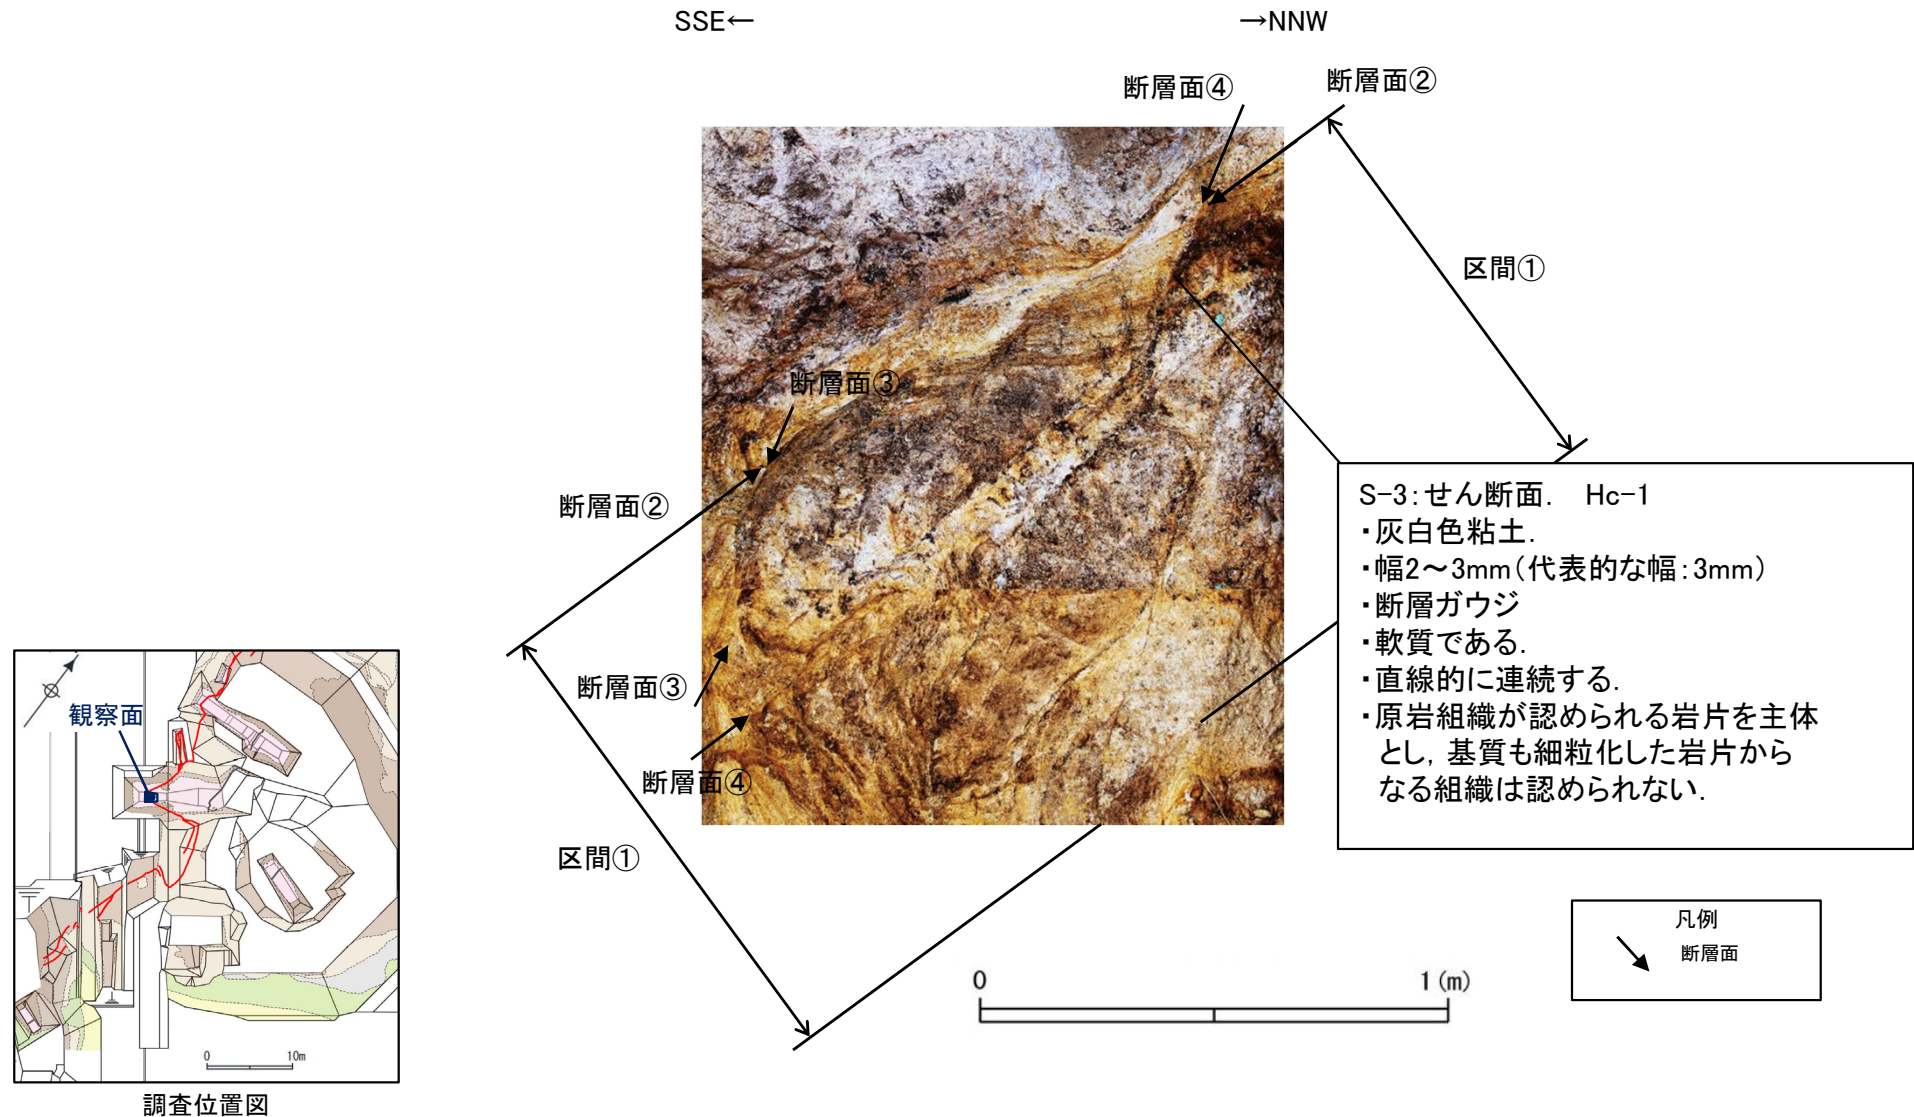 SSE← →NNW
断層面④ 断層面②
区間①
断層面③
断層面②
断層面③
断層面④
区間①
S-3：せん断面． Hc-1
・灰白色粘土．
・幅2～3mm（代表的な幅：3mm）
・断層ガウジ
・軟質である．
・直線的に連続する．
・原岩組織が認められる岩片を主体
とし，基質も細粒化した岩片から
なる組織は認められない．
凡例
断層面
0 1 (m)
観察面
0 10m
調査位置図